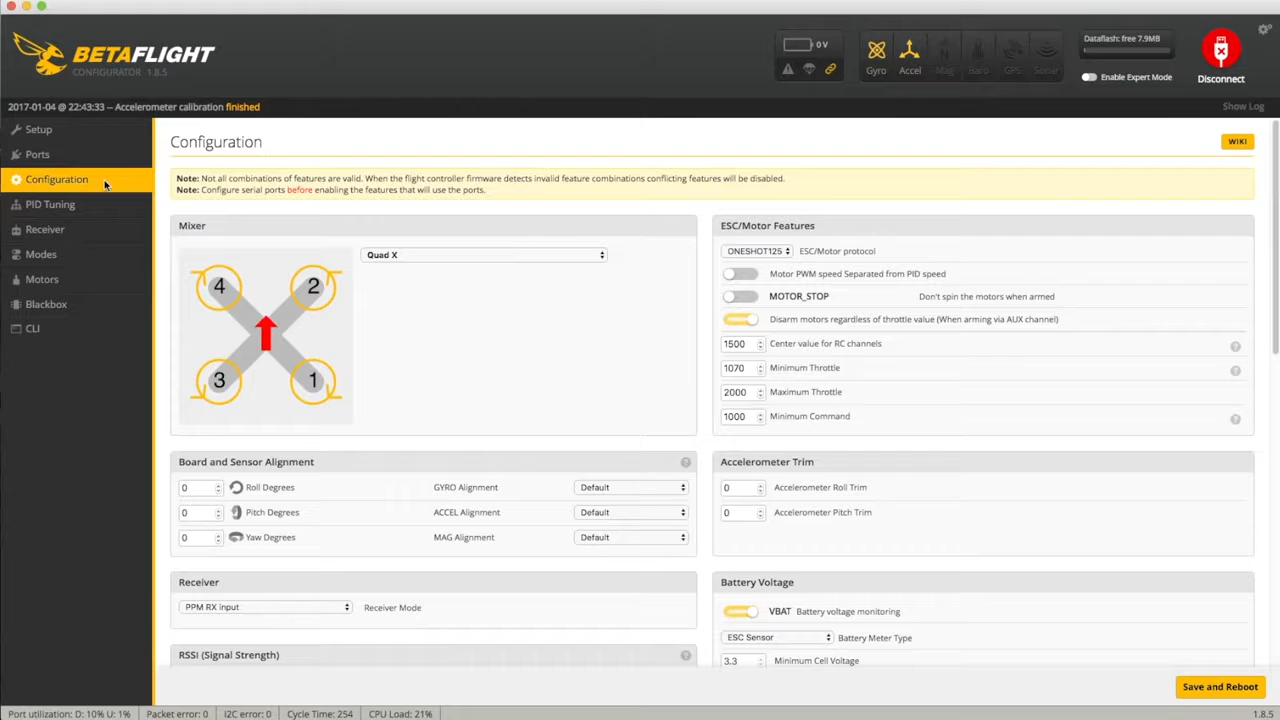 BETAFLIGHT
CONFIGURATOR 1.8.5
0 V
Gyro
Accel
Mag
Baro
GPS
Sonar
Dataflash: free 7.9MB
Enable Expert Mode
Disconnect
2017-01-04 @ 22:43:33 -- Accelerometer calibration finished
Show Log
Setup
Ports
Configuration
PID Tuning
Receiver
Modes
Motors
Blackbox
CLI
Configuration
WIKI
Note: Not all combinations of features are valid. When the flight controller firmware detects invalid feature combinations conflicting features will be disabled.
Note: Configure serial ports before enabling the features that will use the ports.
Mixer
Quad X
4
2
3
1
ESC/Motor Features
ONESHOT125 ESC/Motor protocol
Motor PWM speed Separated from PID speed
MOTOR_STOP Don't spin the motors when armed
Disarm motors regardless of throttle value (When arming via AUX channel)
1500 Center value for RC channels
1070 Minimum Throttle
2000 Maximum Throttle
1000 Minimum Command
Board and Sensor Alignment
0 Roll Degrees GYRO Alignment Default
0 Pitch Degrees ACCEL Alignment Default
0 Yaw Degrees MAG Alignment Default
Accelerometer Trim
0 Accelerometer Roll Trim
0 Accelerometer Pitch Trim
Receiver
PPM RX input Receiver Mode
Battery Voltage
VBAT Battery voltage monitoring
ESC Sensor Battery Meter Type
3.3 Minimum Cell Voltage
RSSI (Signal Strength)
Save and Reboot
Port utilization: D: 10% U: 1%
Packet error: 0
I2C error: 0
Cycle Time: 254
CPU Load: 21%
1.8.5